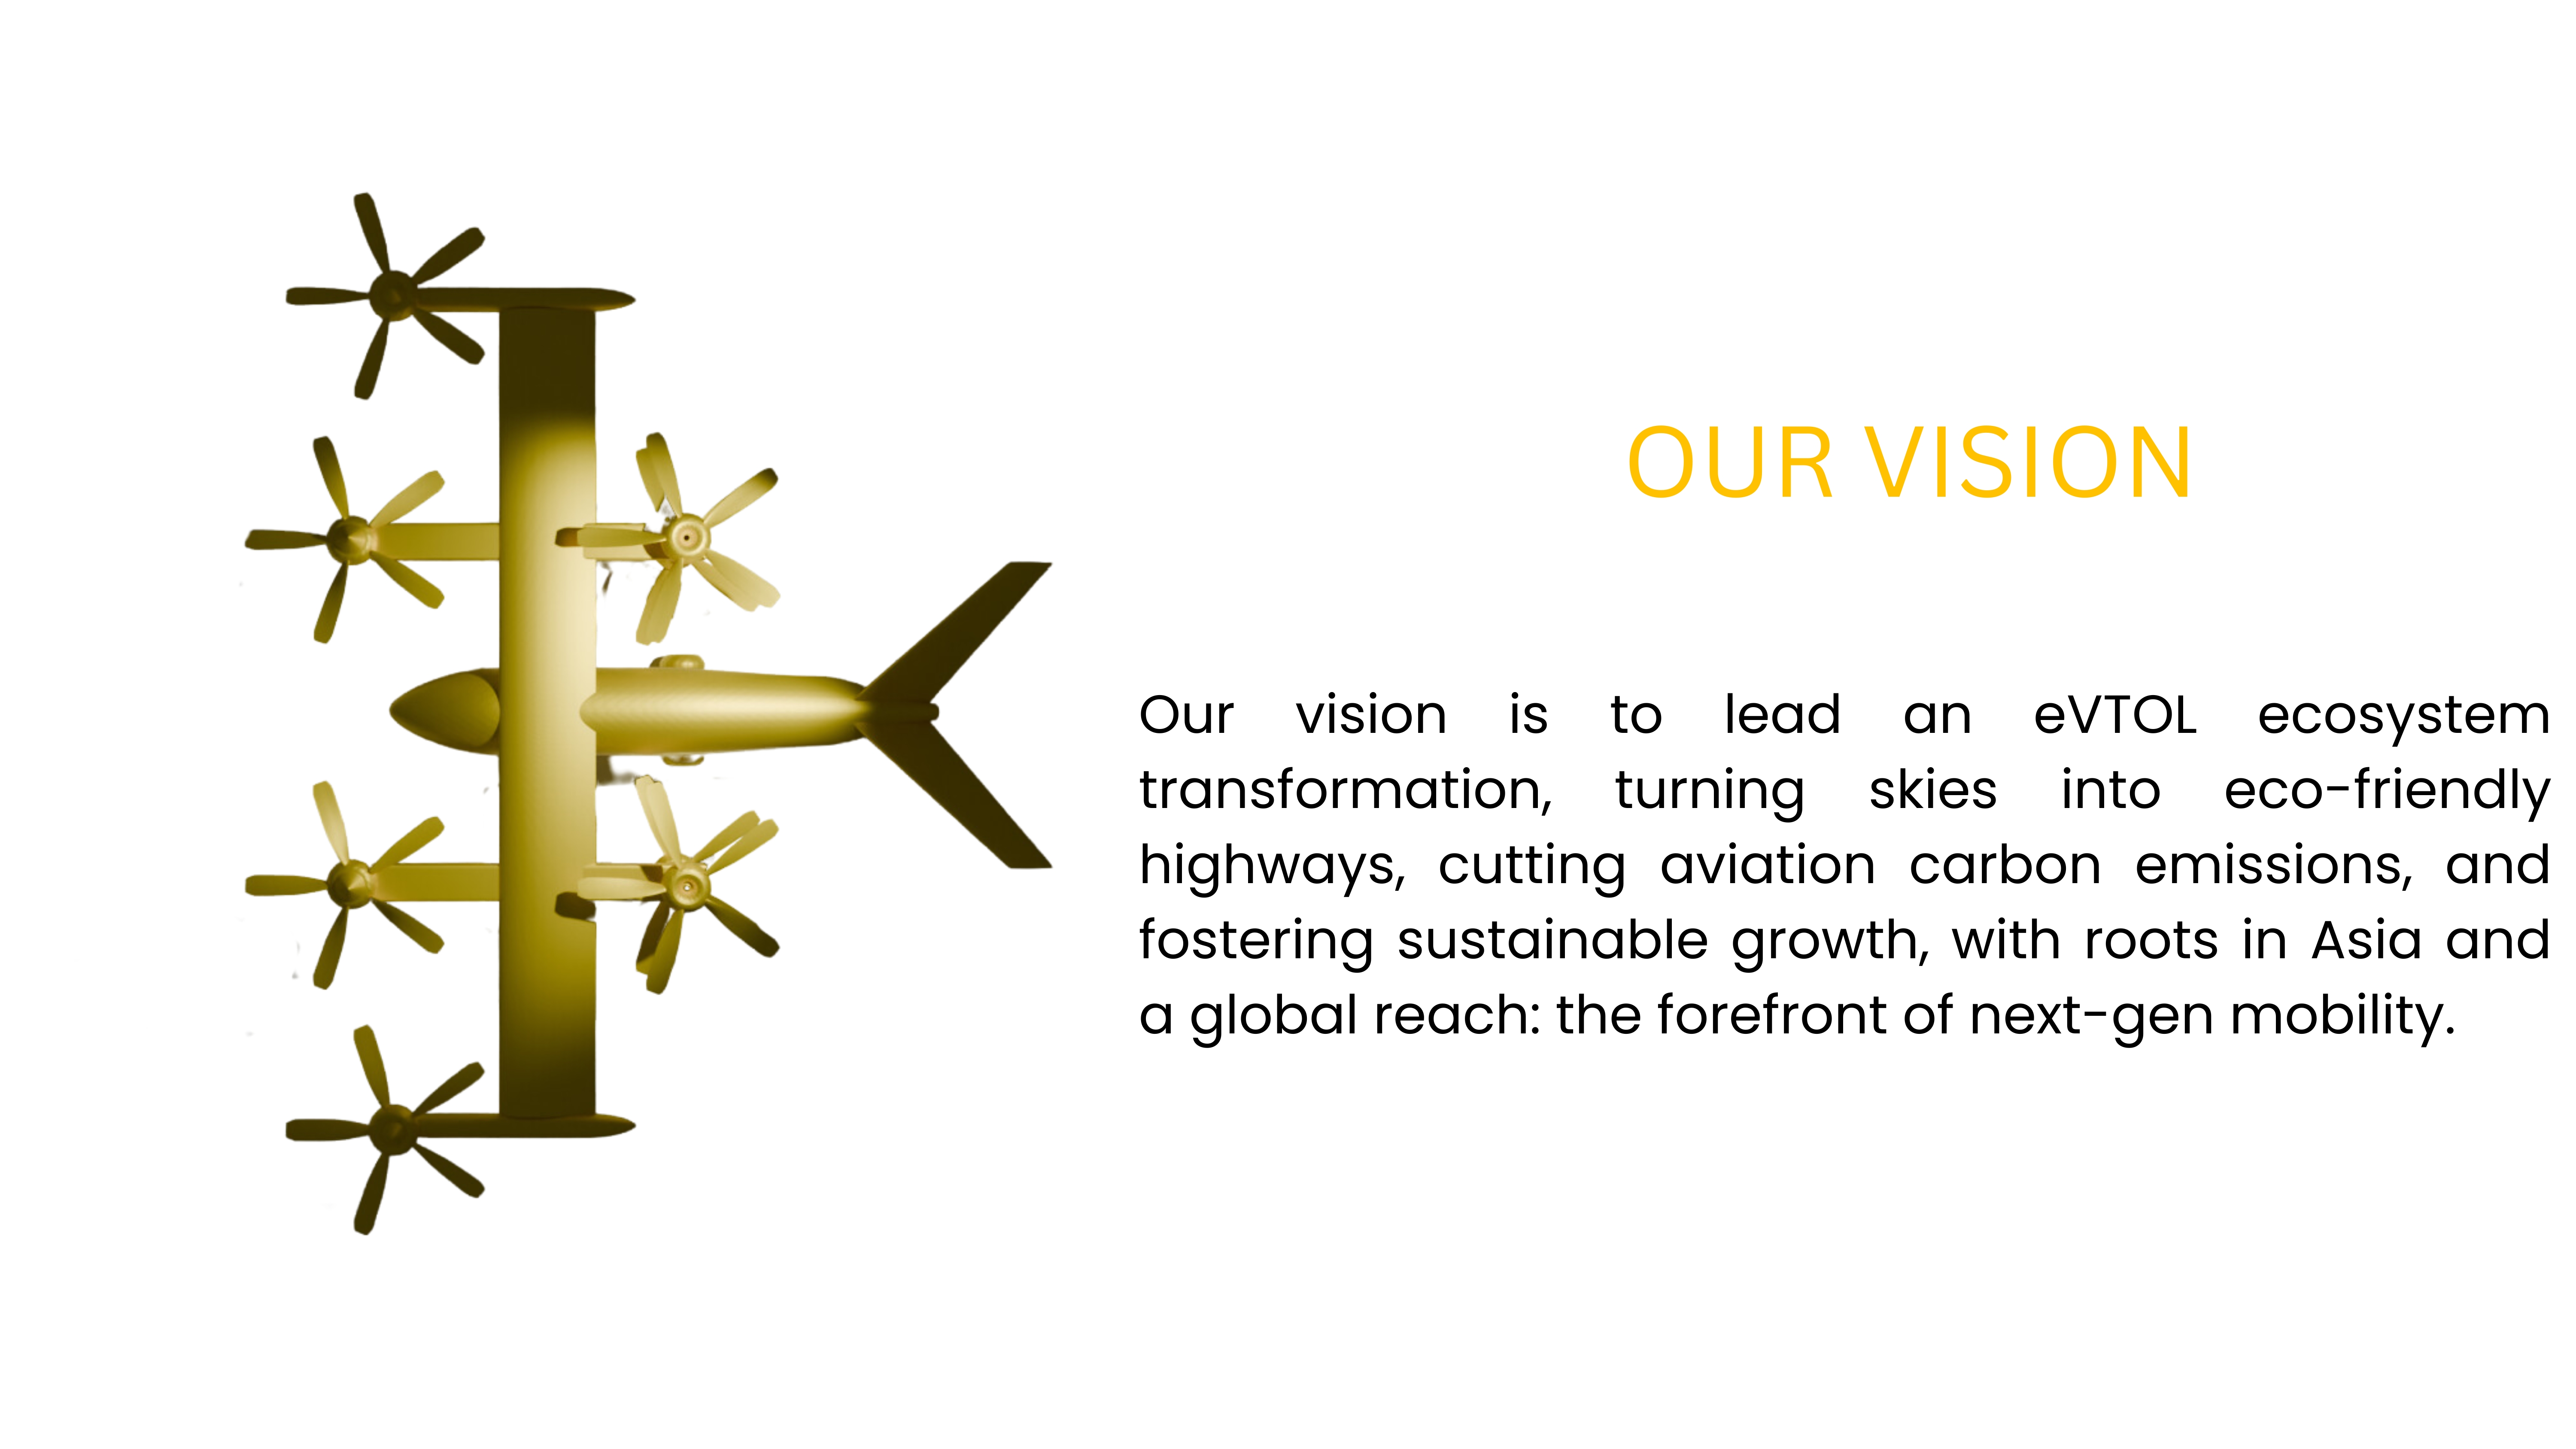 OUR VISION
Our vision is to lead an eVTOL ecosystem
transformation, turning skies into eco-friendly
highways, cutting aviation carbon emissions, and
fostering sustainable growth, with roots in Asia and
a global reach: the forefront of next-gen mobility.